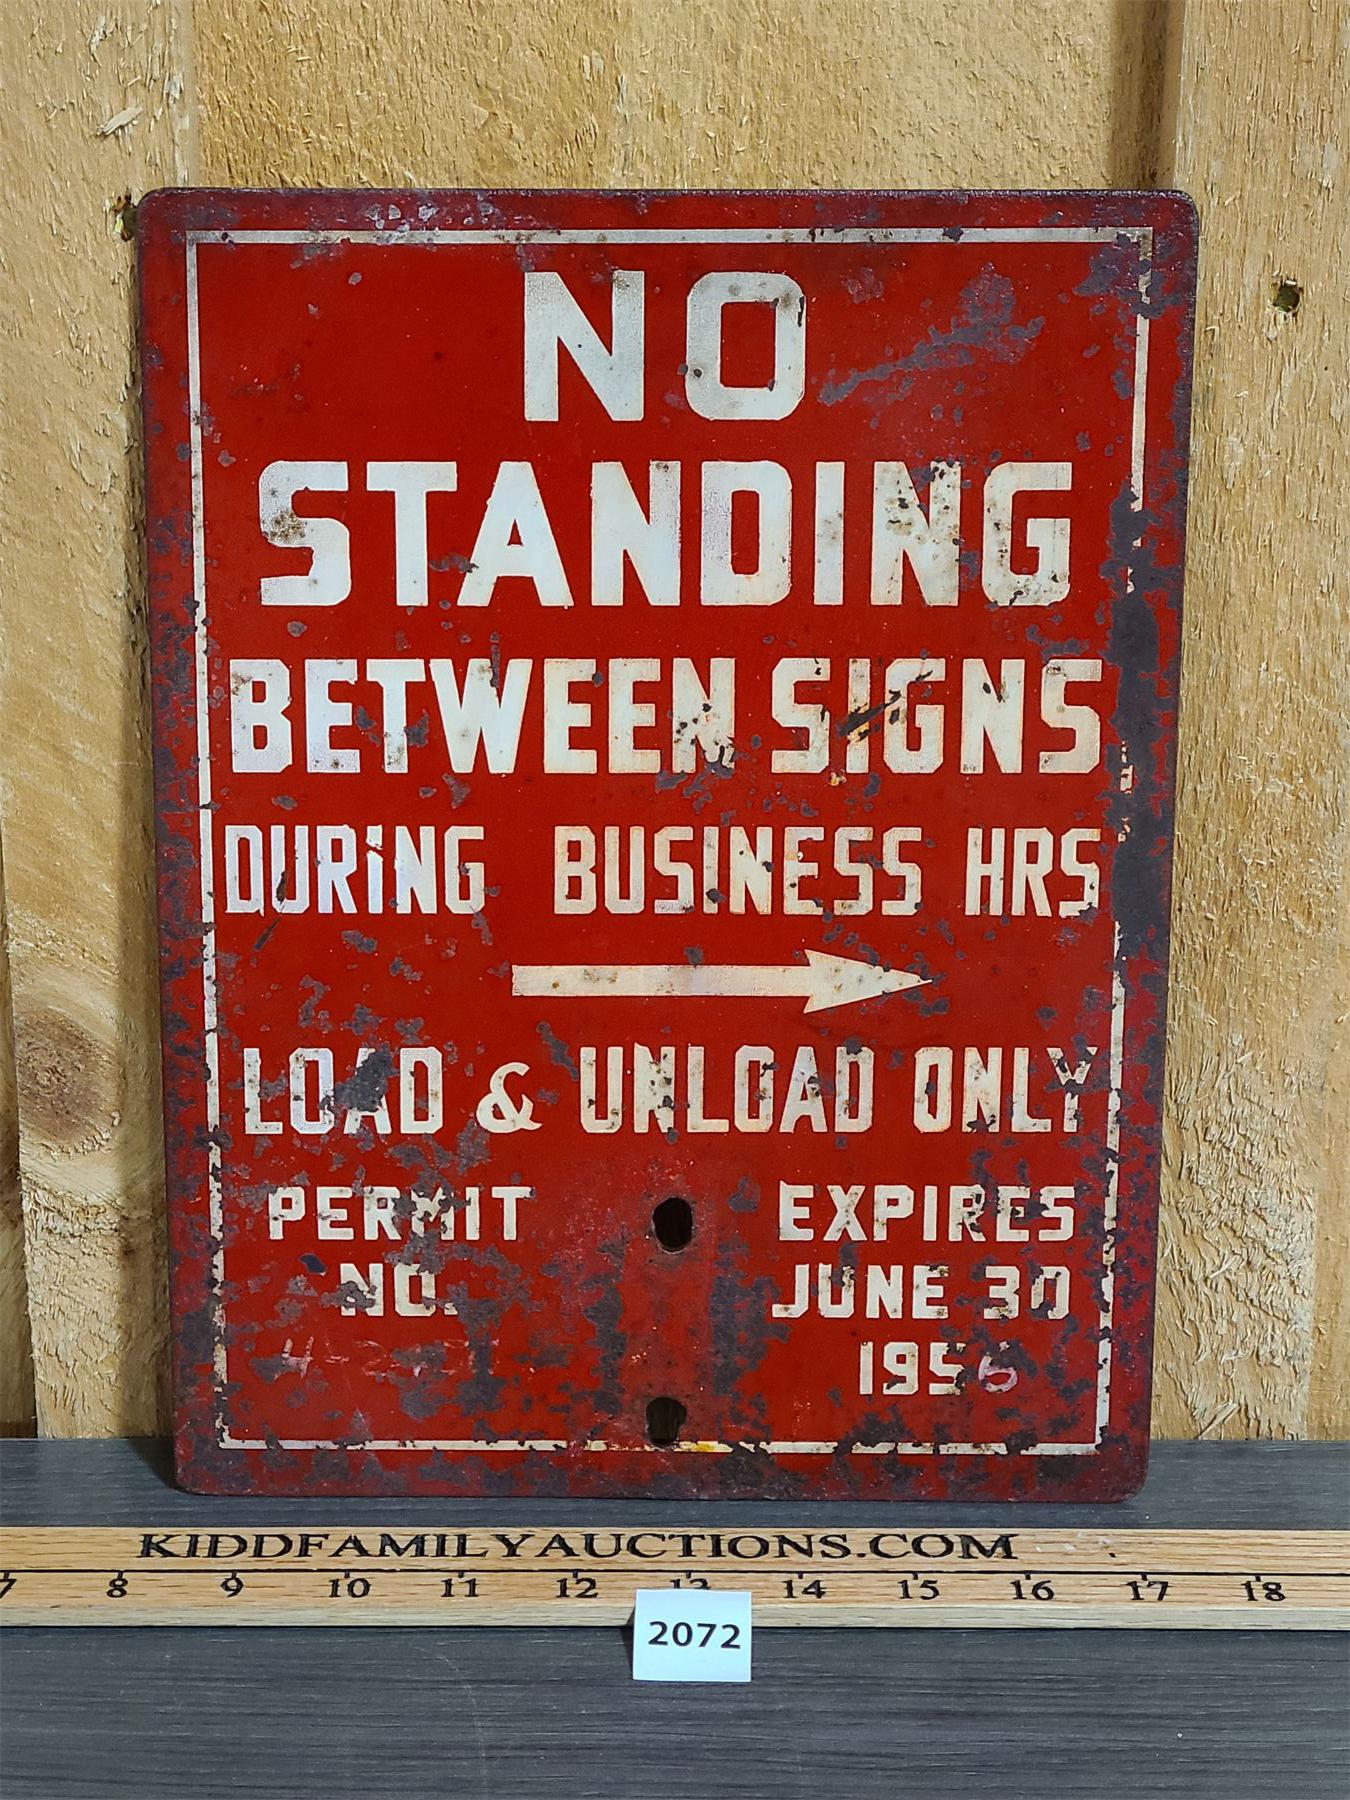 NO
STANDING
BETWEEN SIGNS
DURING BUSINESS HRS
LOAD & UNLOAD ONLY
PERMIT
NO.
EXPIRES
JUNE 30
1956
KIDDFAMILYAUCTIONS.COM
7 8 9 10 11 12 13 14 15 16 17 18
2072